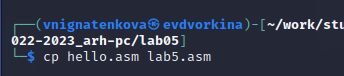 ┌──(vnignatenkova㉿evdvorkina)-[~/work/stu
022-2023_arh-pc/lab05]
└─$ cp hello.asm lab5.asm